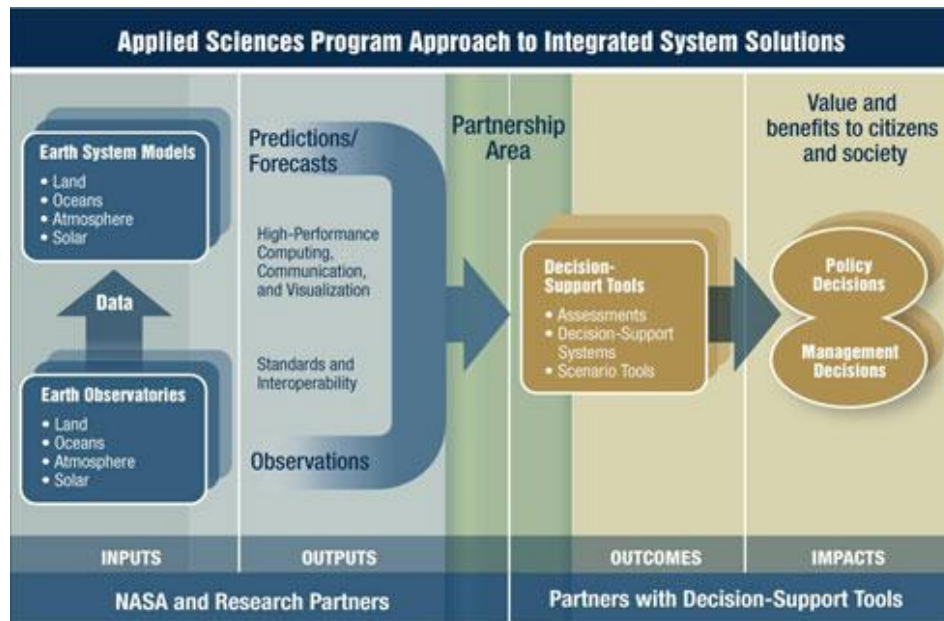 Applied Sciences Program Approach to Integrated System Solutions
Earth System Models
• Land
• Oceans
• Atmosphere
• Solar
Data
Earth Observatories
• Land
• Oceans
• Atmosphere
• Solar
Predictions/
Forecasts
High-Performance
Computing,
Communication,
and Visualization
Standards and
Interoperability
Observations
Partnership
Area
Decision-
Support Tools
• Assessments
• Decision-Support
Systems
• Scenario Tools
Value and
benefits to citizens
and society
Policy
Decisions
Management
Decisions
INPUTS
OUTPUTS
OUTCOMES
IMPACTS
NASA and Research Partners
Partners with Decision-Support Tools